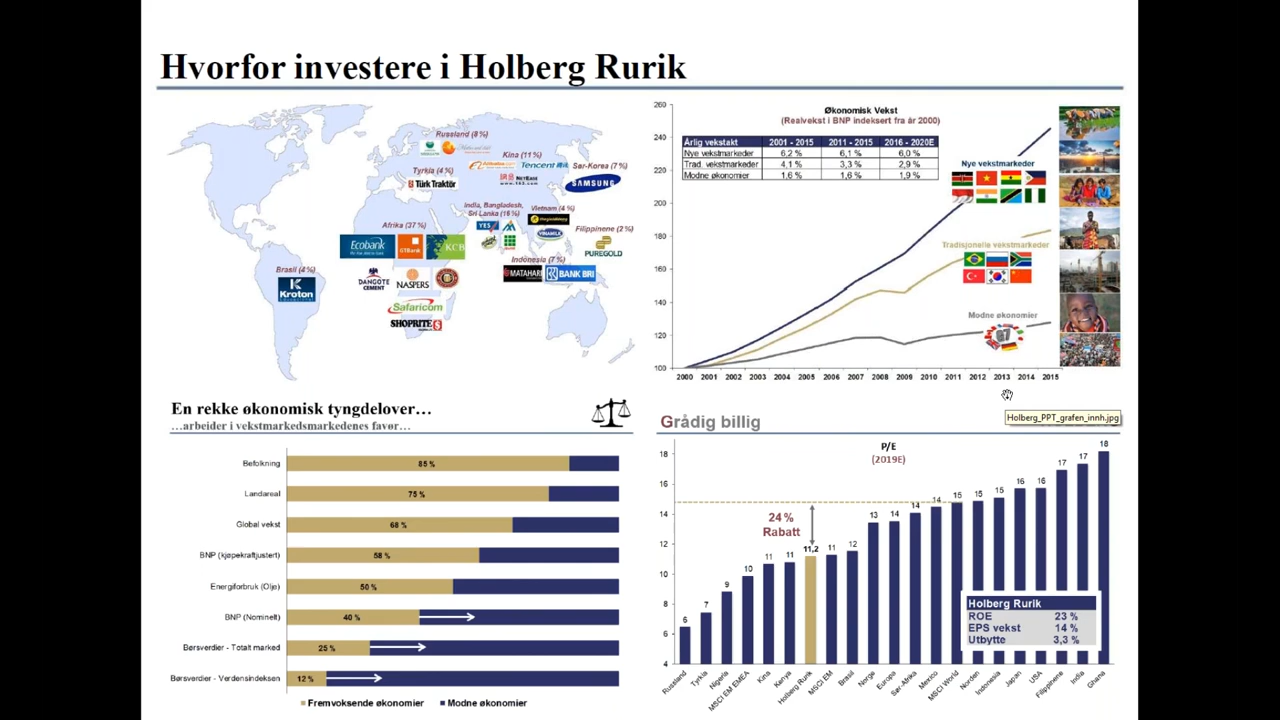 Hvorfor investere i Holberg Rurik
Russland (8%)
Kina (11%)
Alibaba.com
Tencent
Sør-Korea (7%)
NetEase
www.163.com
SAMSUNG
Tyrkia (4%)
Türk Traktör
India, Bangladesh,
Sri Lanka (16%)
YES
Vietnam (4%)
VINAMILK
Filippinene (2%)
PUREGOLD
Afrika (37%)
Ecobank
GTBank
KCB
Indonesia (7%)
MATAHARI
BANK BRI
Brasil (4%)
K
Kroton
DANGOTE
CEMENT
NASPERS
Safaricom
SHOPRITE
Økonomisk Vekst
(Realvekst i BNP indeksert fra år 2000)
260
240
220
200
180
160
140
120
100
Årlig vekstakt 2001 - 2015 2011 - 2015 2016 - 2020E
Nye vekstmarkeder 6,2 % 6,1 % 6,0 %
Trad. vekstmarkeder 4,1 % 3,3 % 2,9 %
Modne økonomier 1,6 % 1,6 % 1,9 %
Nye vekstmarkeder
Tradisjonelle vekstmarkeder
Modne økonomier
2000 2001 2002 2003 2004 2005 2006 2007 2008 2009 2010 2011 2012 2013 2014 2015
Holberg_PPT_grafen_innh.jpg
En rekke økonomisk tyngdelover…
…arbeider i vekstmarkedsmarkedenes favør…
Befolkning 85 %
Landareal 75 %
Global vekst 68 %
BNP (kjøpekraftjustert) 58 %
Energiforbruk (Olje) 50 %
BNP (Nominelt) 40 %
Børsverdier - Totalt marked 25 %
Børsverdier - Verdensindeksen 12 %
Fremvoksende økonomier Modne økonomier
Grådig billig
P/E
(2019E)
18
16
14
12
10
8
6
4
24 %
Rabatt
6 7 9 10 11 11 11,2 11 12 13 14 14 14 15 15 15 16 16 17 17 18
Russland Tyrkia Nigeria MSCI EM EMEA Kina Kenya Holberg Rurik MSCI EM Brasil Norge Europa Sør-Afrika Mexico MSCI World Norden Indonesia Japan USA Filippinene India Ghana
Holberg Rurik
ROE 23 %
EPS vekst 14 %
Utbytte 3,3 %